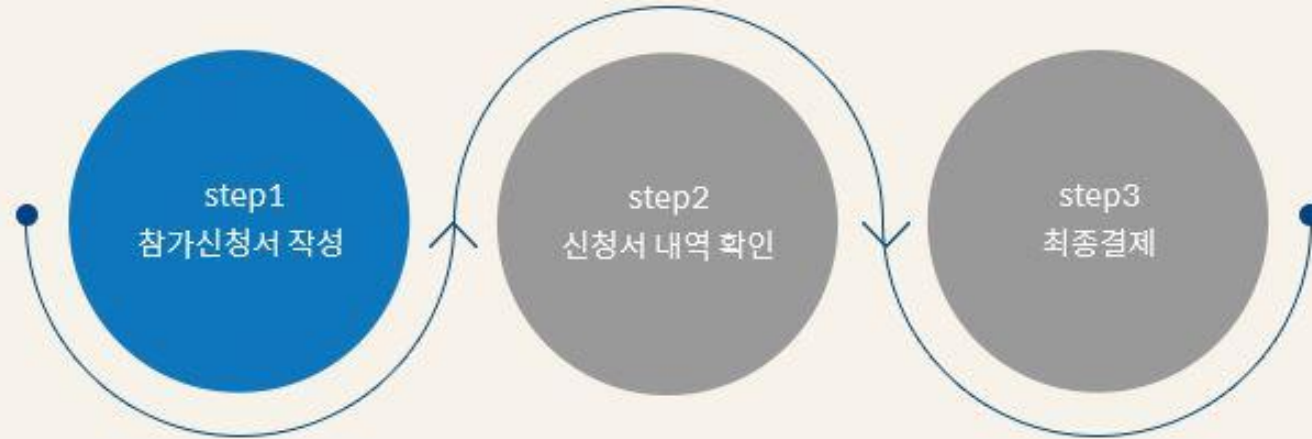 step1
참가신청서 작성
step2
신청서 내역 확인
step3
최종결제